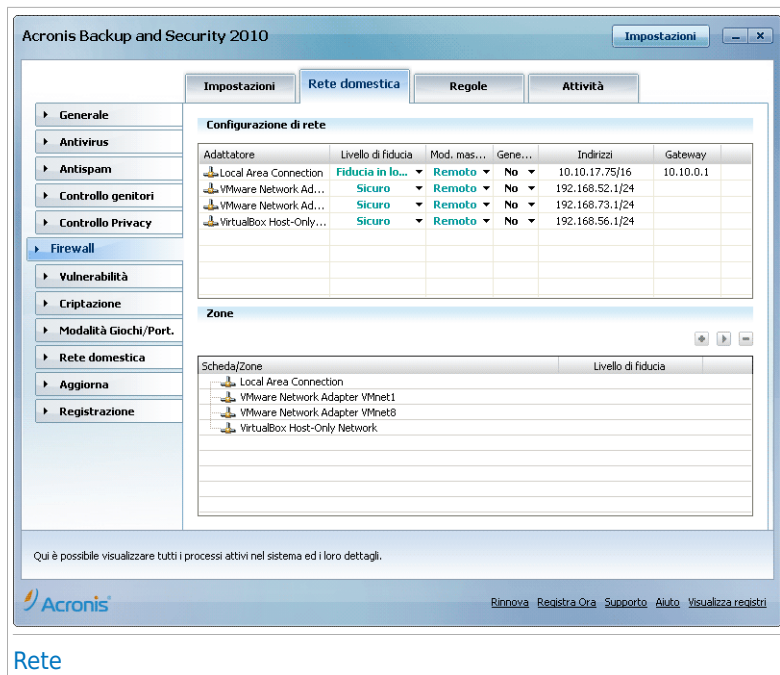 Acronis Backup and Security 2010
Impostazioni
Impostazioni Rete domestica Regole Attività
Generale
Antivirus
Antispam
Controllo genitori
Controllo Privacy
Firewall
Vulnerabilità
Criptazione
Modalità Giochi/Port.
Rete domestica
Aggiorna
Registrazione
Configurazione di rete
Adattatore Livello di fiducia Mod. mas... Gene... Indirizzi Gateway
Local Area Connection Fiducia in lo... Remoto No 10.10.17.75/16 10.10.0.1
VMware Network Ad... Sicuro Remoto No 192.168.52.1/24
VMware Network Ad... Sicuro Remoto No 192.168.73.1/24
VirtualBox Host-Only... Sicuro Remoto No 192.168.56.1/24
Zone
Scheda/Zone Livello di fiducia
Local Area Connection
VMware Network Adapter VMnet1
VMware Network Adapter VMnet8
VirtualBox Host-Only Network
Qui è possibile visualizzare tutti i processi attivi nel sistema ed i loro dettagli.
Acronis
Rinnova Registra Ora Supporto Aiuto Visualizza registri
Rete